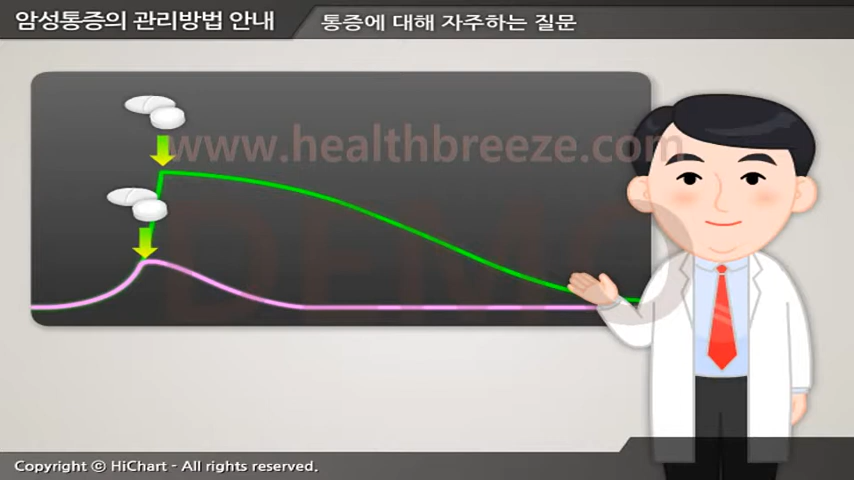 암성통증의 관리방법 안내
통증에 대해 자주하는 질문
www.healthbreeze.com
DEMO
Copyright ⓒ HiChart - All rights reserved.